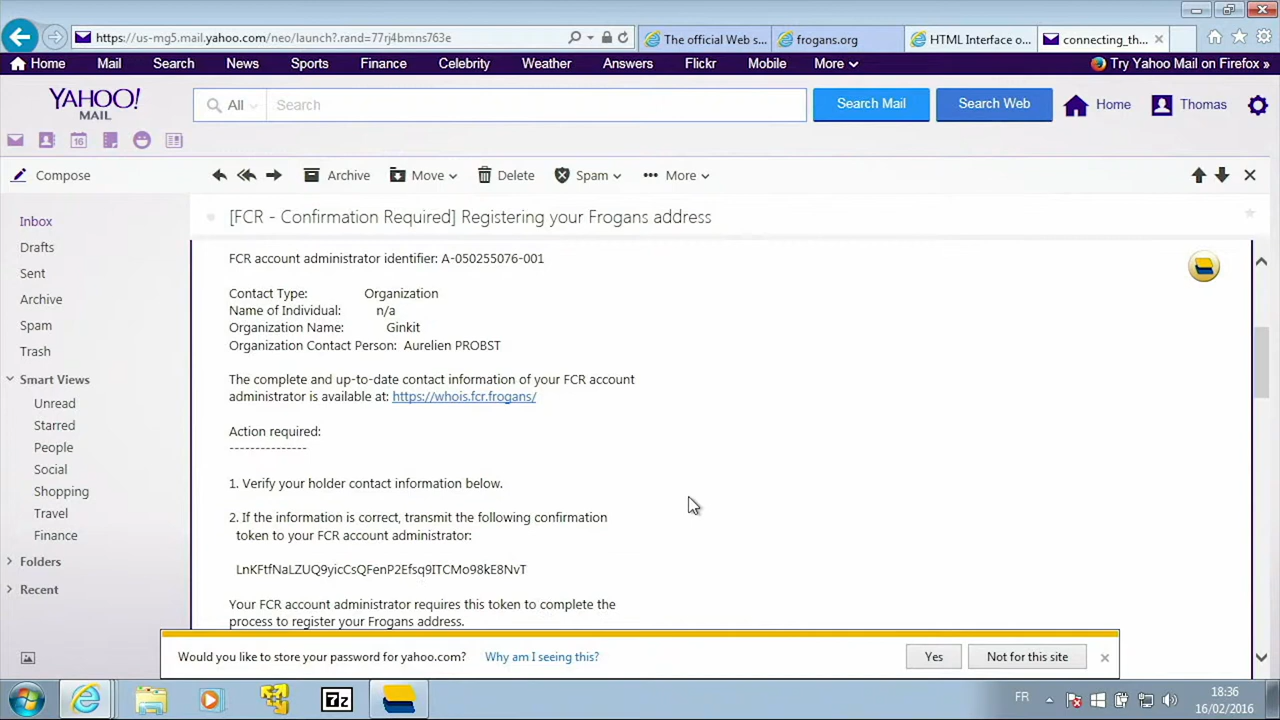 https://us-mg5.mail.yahoo.com/neo/launch?.rand=77rj4bmns763e
The official Web s...
frogans.org
HTML Interface o...
connecting_th...
Home Mail Search News Sports Finance Celebrity Weather Answers Flickr Mobile More
Try Yahoo Mail on Firefox »
YAHOO!
MAIL
All
Search
Search Mail
Search Web
Home
Thomas
16
Compose
Archive
Move
Delete
Spam
More
[FCR - Confirmation Required] Registering your Frogans address
Inbox
Drafts
Sent
Archive
Spam
Trash
Smart Views
Unread
Starred
People
Social
Shopping
Travel
Finance
Folders
Recent
FCR account administrator identifier: A-050255076-001
Contact Type: Organization
Name of Individual: n/a
Organization Name: Ginkit
Organization Contact Person: Aurelien PROBST
The complete and up-to-date contact information of your FCR account
administrator is available at: https://whois.fcr.frogans/
Action required:
---------------
1. Verify your holder contact information below.
2. If the information is correct, transmit the following confirmation
token to your FCR account administrator:
LnKFtfNaLZUQ9yicCsQFenP2Efsq9ITCMo98kE8NvT
Your FCR account administrator requires this token to complete the
process to register your Frogans address.
Would you like to store your password for yahoo.com?
Why am I seeing this?
Yes
Not for this site
7z
FR
18:36
16/02/2016